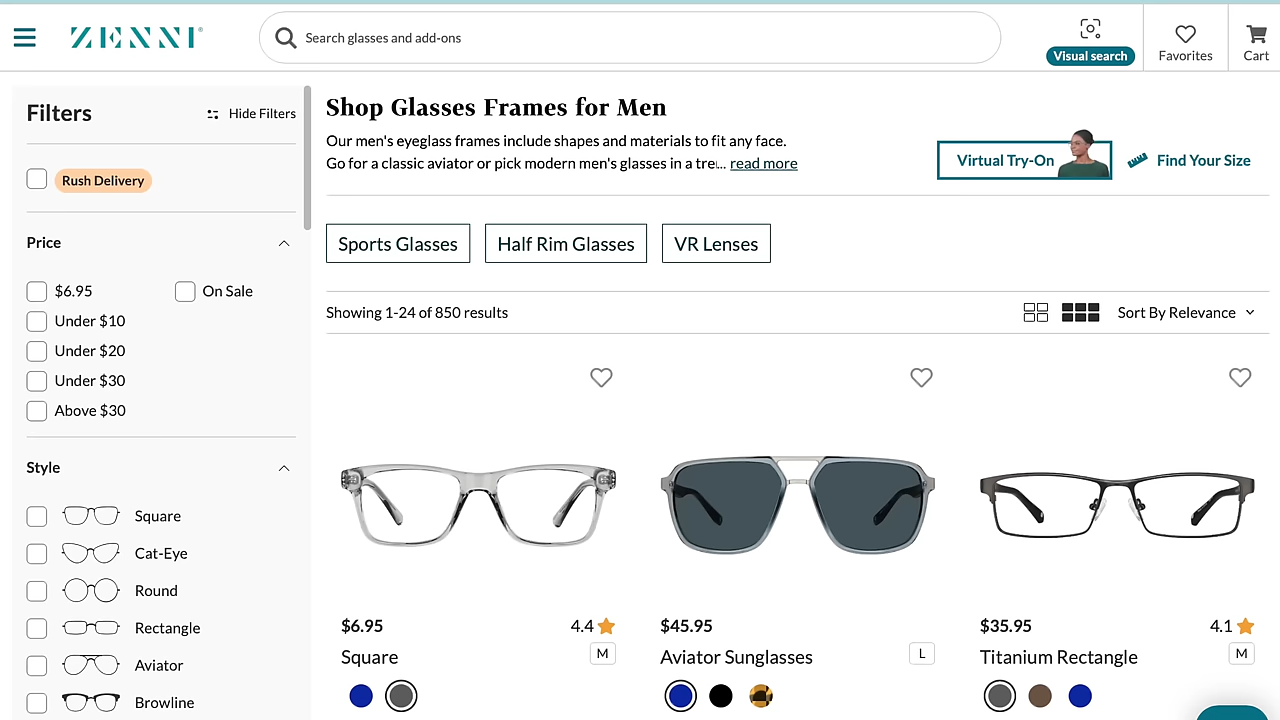 ZENNI®
Search glasses and add-ons
Visual search
Favorites
Cart
Filters
Hide Filters
Rush Delivery
Price
$6.95
On Sale
Under $10
Under $20
Under $30
Above $30
Style
Square
Cat-Eye
Round
Rectangle
Aviator
Browline
Shop Glasses Frames for Men
Our men's eyeglass frames include shapes and materials to fit any face.
Go for a classic aviator or pick modern men's glasses in a tre... read more
Virtual Try-On
Find Your Size
Sports Glasses
Half Rim Glasses
VR Lenses
Showing 1-24 of 850 results
Sort By Relevance
$6.95
4.4
Square
M
$45.95
Aviator Sunglasses
L
$35.95
4.1
Titanium Rectangle
M